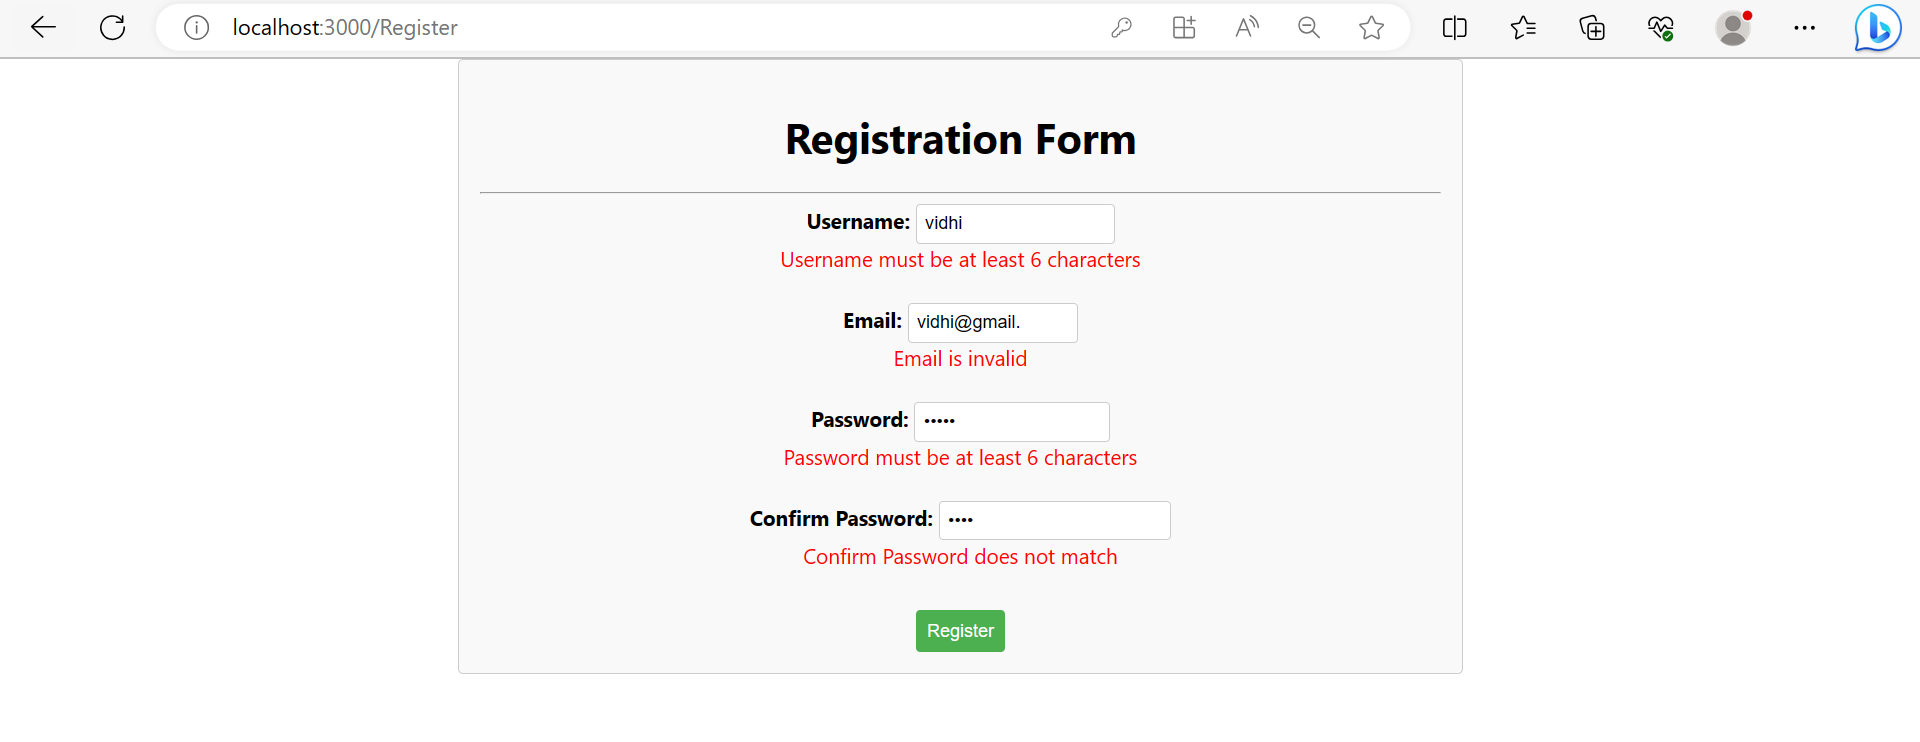 localhost:3000/Register
Registration Form
Username: vidhi
Username must be at least 6 characters
Email: vidhi@gmail.
Email is invalid
Password: •••••
Password must be at least 6 characters
Confirm Password: ••••
Confirm Password does not match
Register